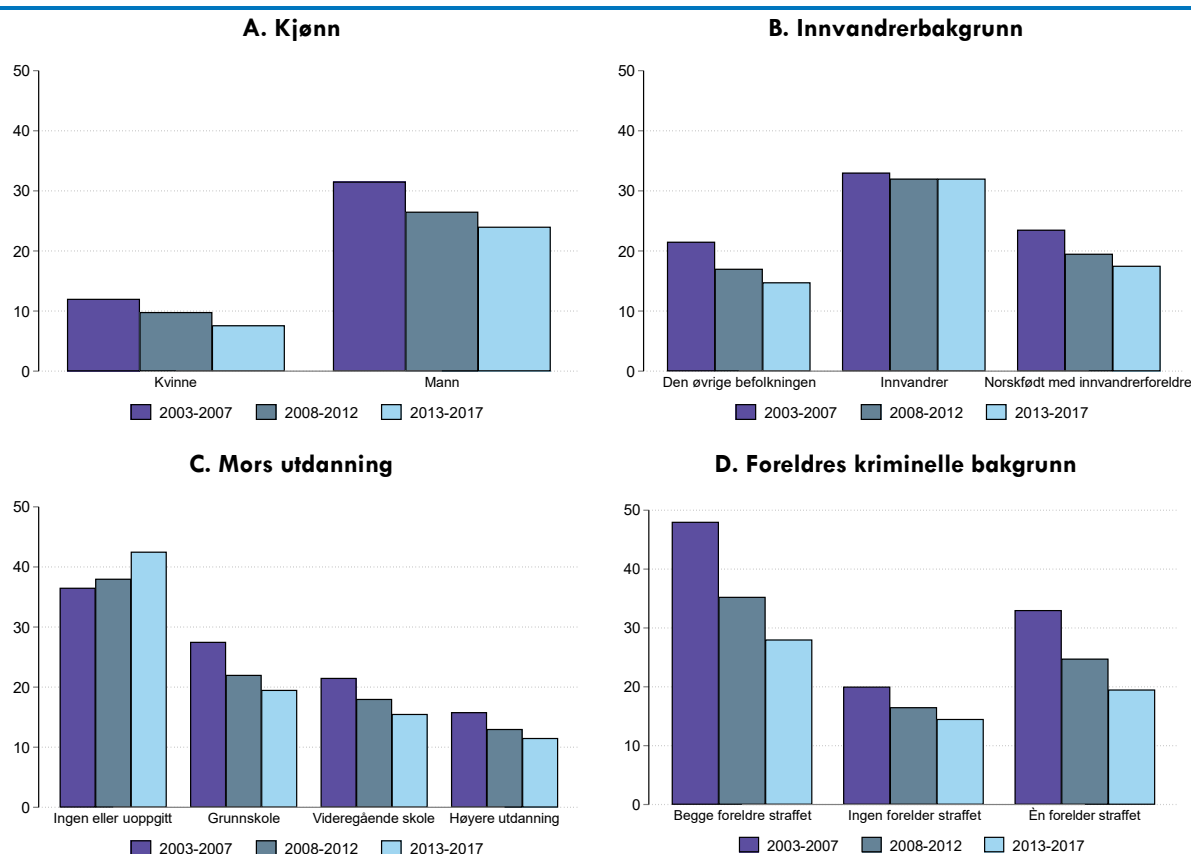 A. Kjønn
50
40
30
20
10
0
Kvinne Mann
2003-2007 2008-2012 2013-2017
B. Innvandrerbakgrunn
50
40
30
20
10
0
Den øvrige befolkningen Innvandrer Norskfødt med innvandrerforeldre
2003-2007 2008-2012 2013-2017
C. Mors utdanning
50
40
30
20
10
0
Ingen eller uoppgitt Grunnskole Videregående skole Høyere utdanning
2003-2007 2008-2012 2013-2017
D. Foreldres kriminelle bakgrunn
50
40
30
20
10
0
Begge foreldre straffet Ingen forelder straffet Èn forelder straffet
2003-2007 2008-2012 2013-2017